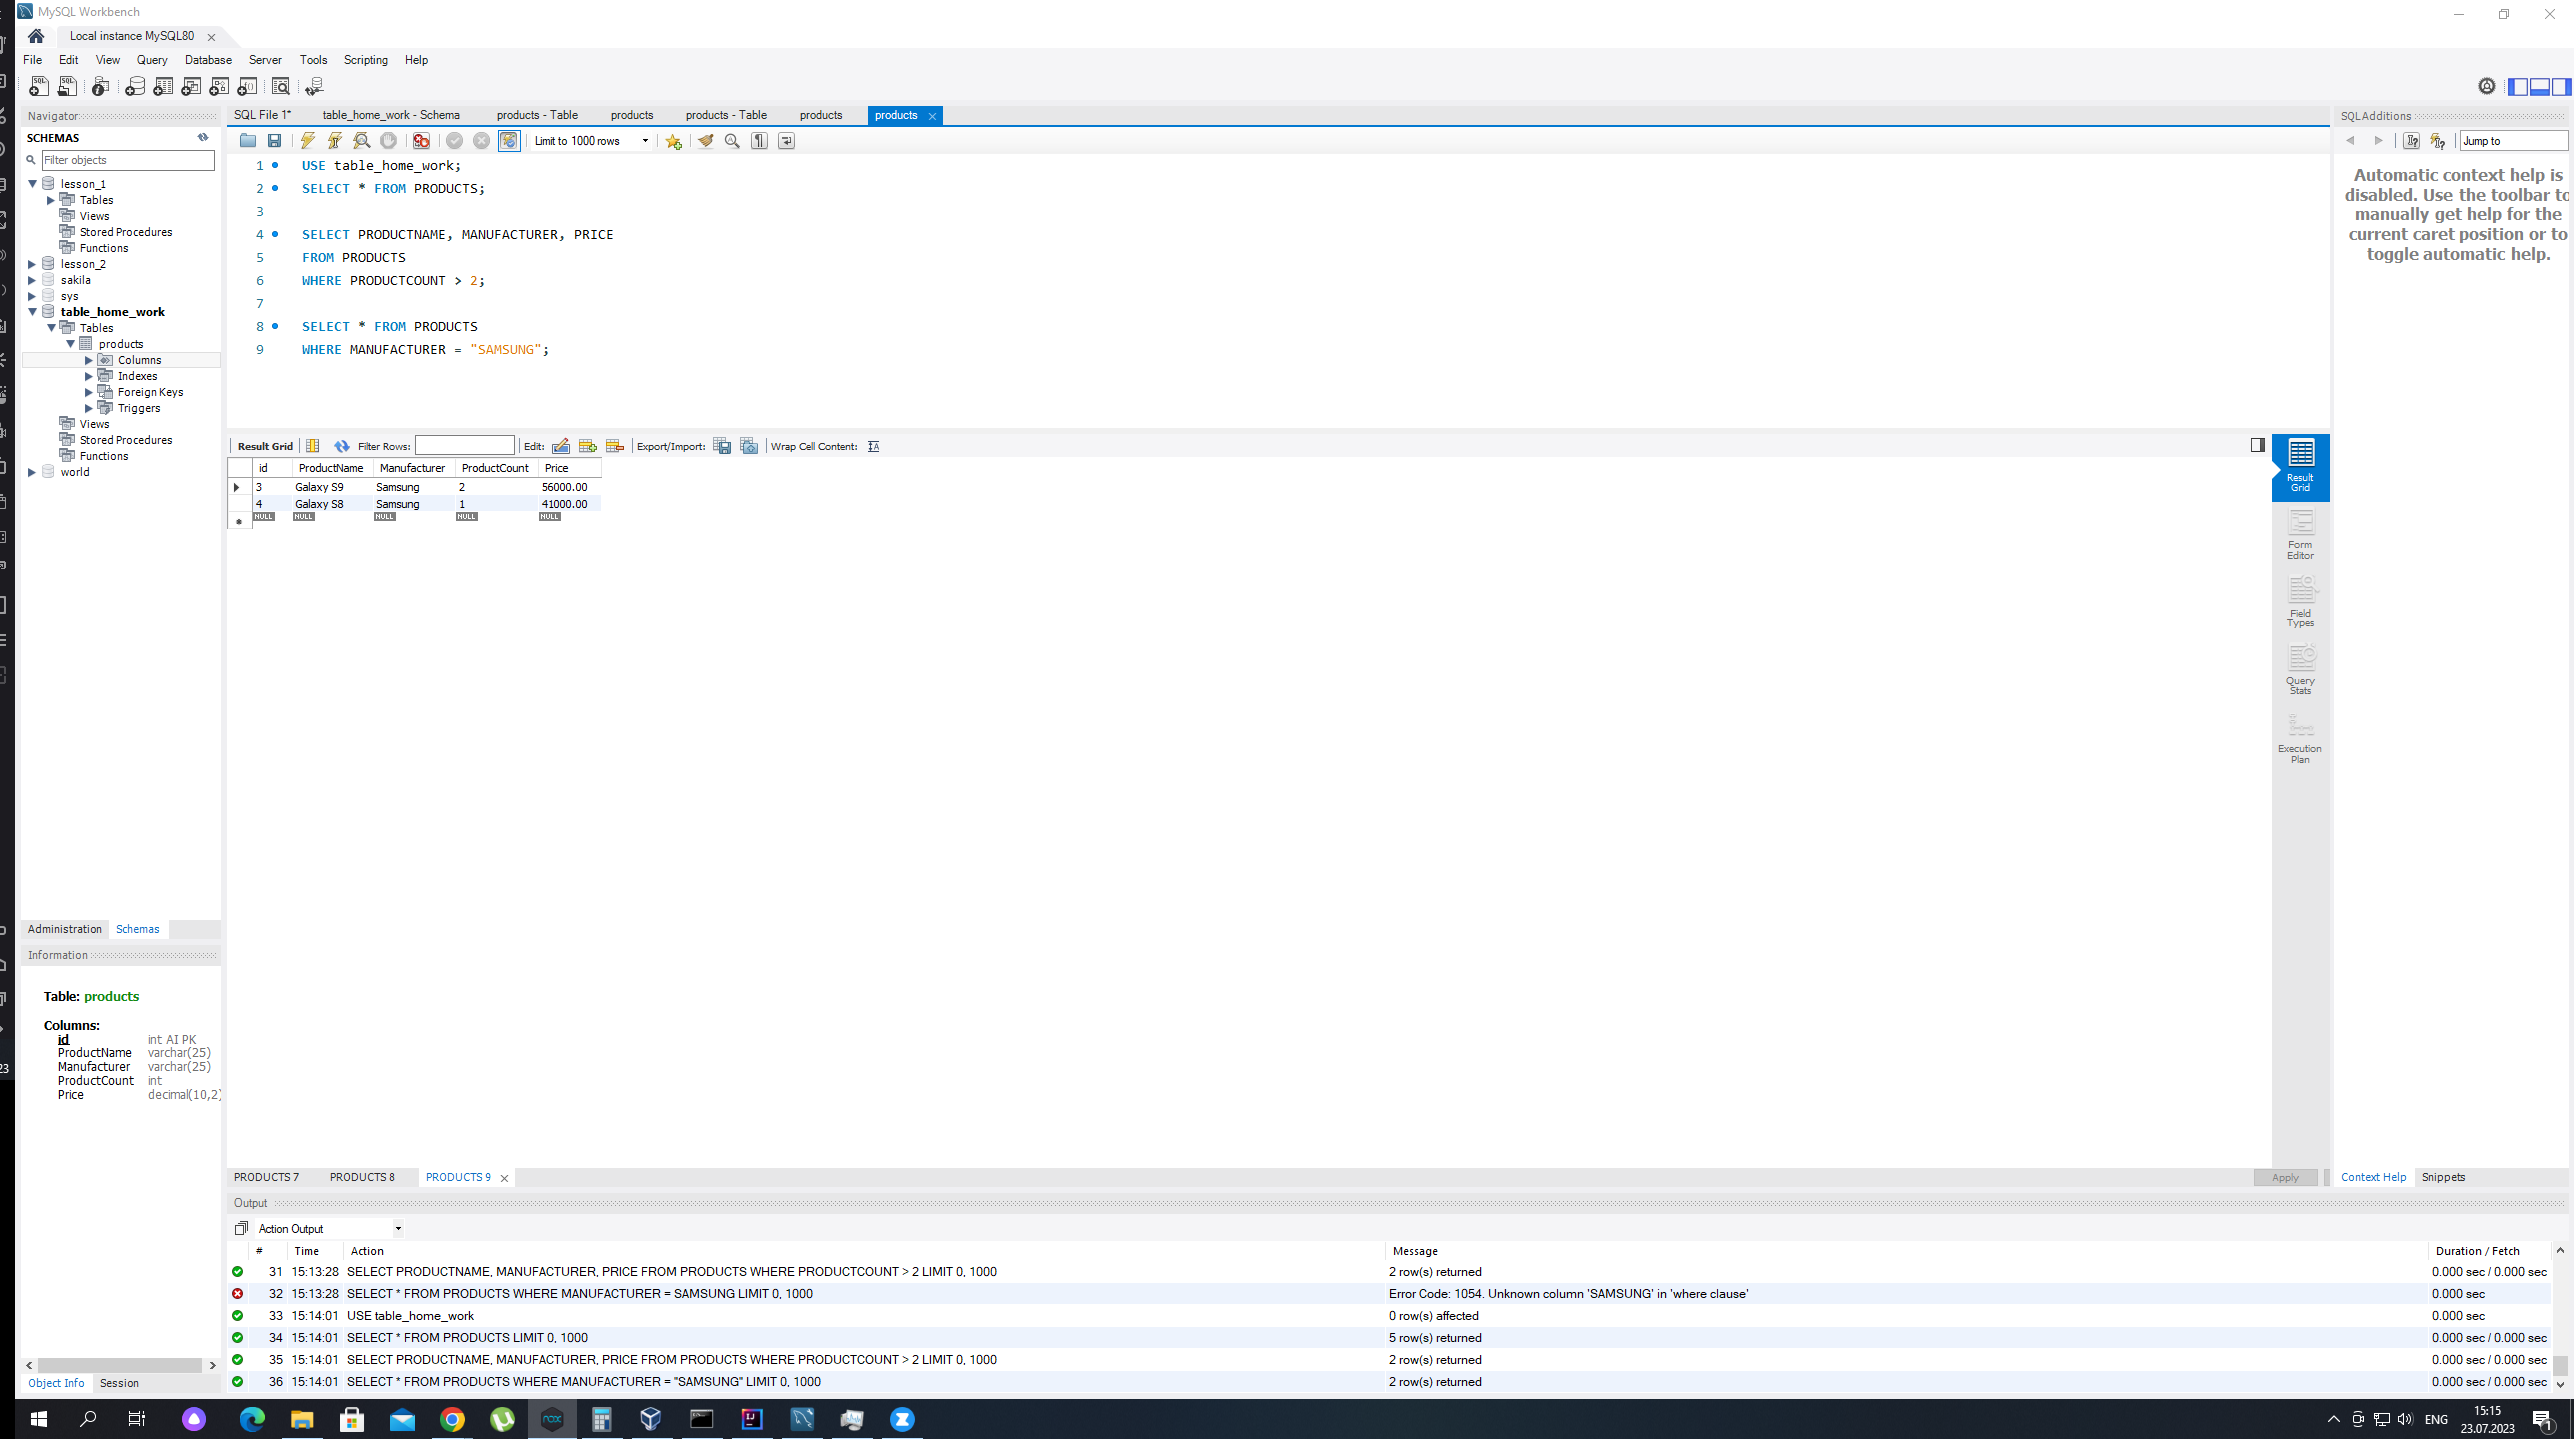 MySQL Workbench
Local instance MySQL80
File Edit View Query Database Server Tools Scripting Help
Navigator
SCHEMAS
Filter objects
lesson_1
Tables
Views
Stored Procedures
Functions
lesson_2
sakila
sys
table_home_work
Tables
products
Columns
Indexes
Foreign Keys
Triggers
Views
Stored Procedures
Functions
world
Administration Schemas
Information
Table: products
Columns:
id int AI PK
ProductName varchar(25)
Manufacturer varchar(25)
ProductCount int
Price decimal(10,2)
Object Info Session
SQL File 1* table_home_work - Schema products - Table products products - Table products products
Limit to 1000 rows
1 USE table_home_work;
2 SELECT * FROM PRODUCTS;
3
4 SELECT PRODUCTNAME, MANUFACTURER, PRICE
5 FROM PRODUCTS
6 WHERE PRODUCTCOUNT > 2;
7
8 SELECT * FROM PRODUCTS
9 WHERE MANUFACTURER = "SAMSUNG";
Result Grid Filter Rows: Edit: Export/Import: Wrap Cell Content:
id ProductName Manufacturer ProductCount Price
3 Galaxy S9 Samsung 2 56000.00
4 Galaxy S8 Samsung 1 41000.00
NULL NULL NULL NULL NULL
Result Grid
Form Editor
Field Types
Query Stats
Execution Plan
PRODUCTS 7 PRODUCTS 8 PRODUCTS 9
Apply
SQLAdditions
Jump to
Automatic context help is
disabled. Use the toolbar to
manually get help for the
current caret position or to
toggle automatic help.
Context Help Snippets
Output
Action Output
# Time Action Message Duration / Fetch
31 15:13:28 SELECT PRODUCTNAME, MANUFACTURER, PRICE FROM PRODUCTS WHERE PRODUCTCOUNT > 2 LIMIT 0, 1000 2 row(s) returned 0.000 sec / 0.000 sec
32 15:13:28 SELECT * FROM PRODUCTS WHERE MANUFACTURER = SAMSUNG LIMIT 0, 1000 Error Code: 1054. Unknown column 'SAMSUNG' in 'where clause' 0.000 sec
33 15:14:01 USE table_home_work 0 row(s) affected 0.000 sec
34 15:14:01 SELECT * FROM PRODUCTS LIMIT 0, 1000 5 row(s) returned 0.000 sec / 0.000 sec
35 15:14:01 SELECT PRODUCTNAME, MANUFACTURER, PRICE FROM PRODUCTS WHERE PRODUCTCOUNT > 2 LIMIT 0, 1000 2 row(s) returned 0.000 sec / 0.000 sec
36 15:14:01 SELECT * FROM PRODUCTS WHERE MANUFACTURER = "SAMSUNG" LIMIT 0, 1000 2 row(s) returned 0.000 sec / 0.000 sec
23
ENG
15:15
23.07.2023
1